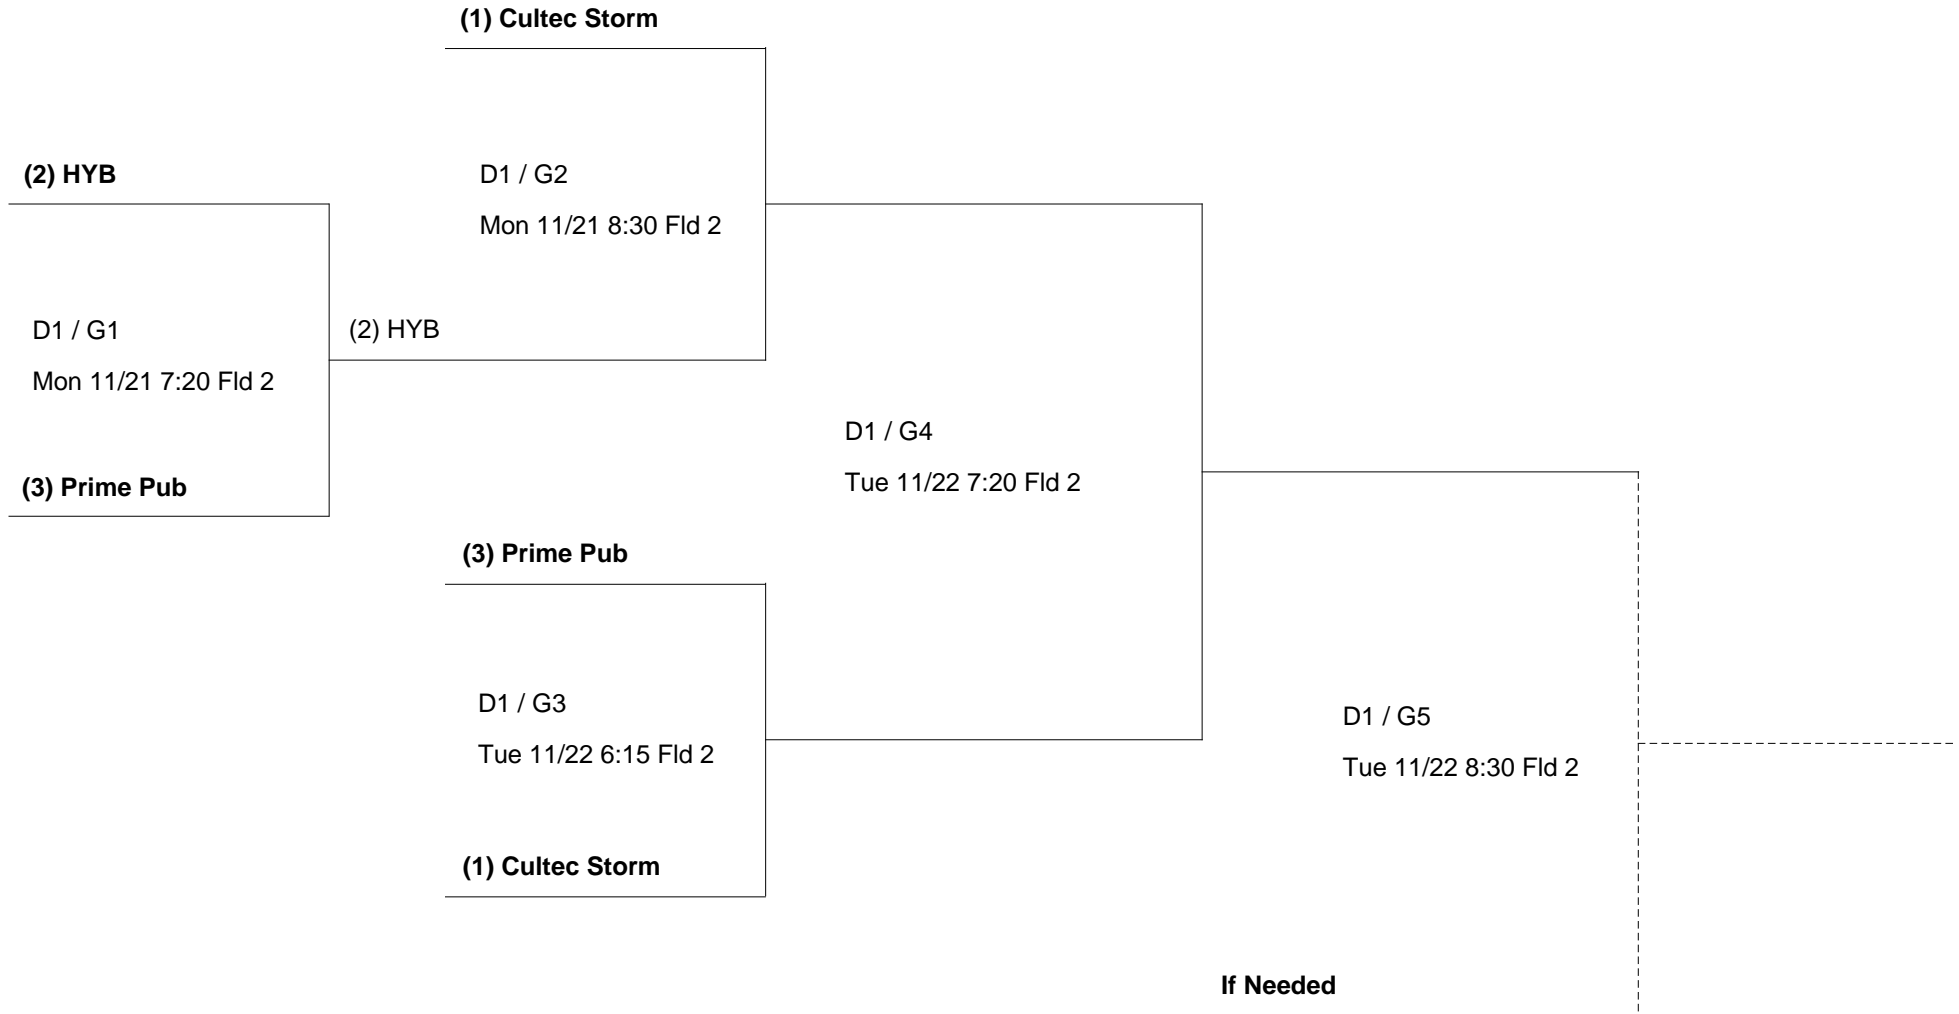 (1) Cultec Storm
(2) HYB
D1 / G2
Mon 11/21 8:30 Fld 2
D1 / G1
(2) HYB
Mon 11/21 7:20 Fld 2
D1 / G4
Tue 11/22 7:20 Fld 2
(3) Prime Pub
(3) Prime Pub
D1 / G3
Tue 11/22 6:15 Fld 2
D1 / G5
Tue 11/22 8:30 Fld 2
(1) Cultec Storm
If Needed